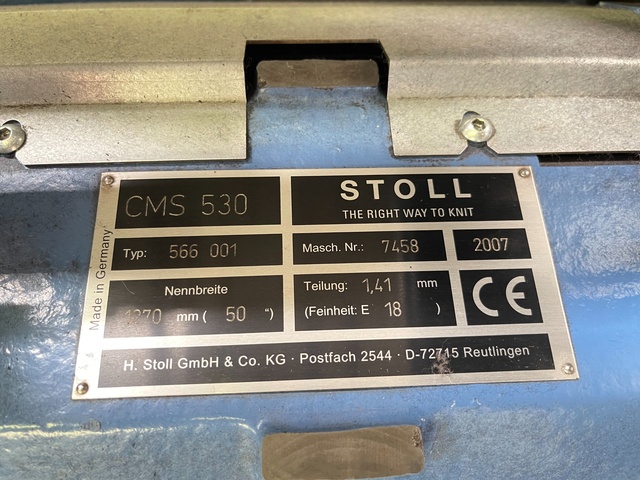 CMS 530
STOLL
THE RIGHT WAY TO KNIT
Made in Germany
Typ: 566 001
Masch. Nr.: 7458
2007
Nennbreite
1270 mm ( 50 ")
Teilung: 1,41 mm
(Feinheit: E 18 )
CE
H. Stoll GmbH & Co. KG · Postfach 2544 · D-72715 Reutlingen